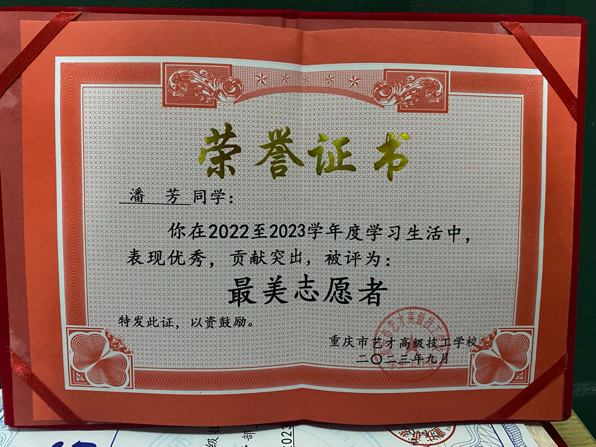 荣誉证书
潘 芳 同学：
你在2022至2023学年度学习生活中，
表现优秀，贡献突出，被评为：
最美志愿者
特发此证，以资鼓励。
重庆市艺才高级技工学校
二〇二三年九月